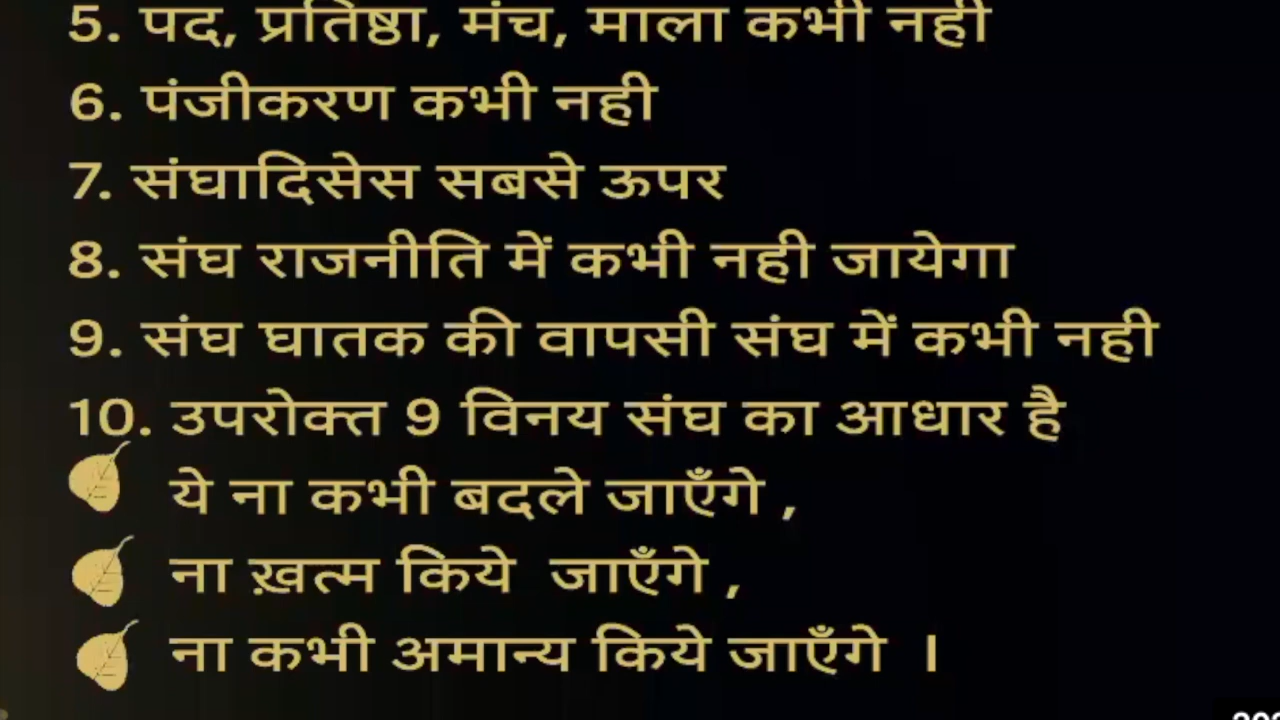 5. पद, प्रतिष्ठा, मंच, माला कभी नही
6. पंजीकरण कभी नही
7. संघादिसेस सबसे ऊपर
8. संघ राजनीति में कभी नही जायेगा
9. संघ घातक की वापसी संघ में कभी नही
10. उपरोक्त 9 विनय संघ का आधार है
ये ना कभी बदले जाएँगे ,
ना ख़त्म किये जाएँगे ,
ना कभी अमान्य किये जाएँगे ।